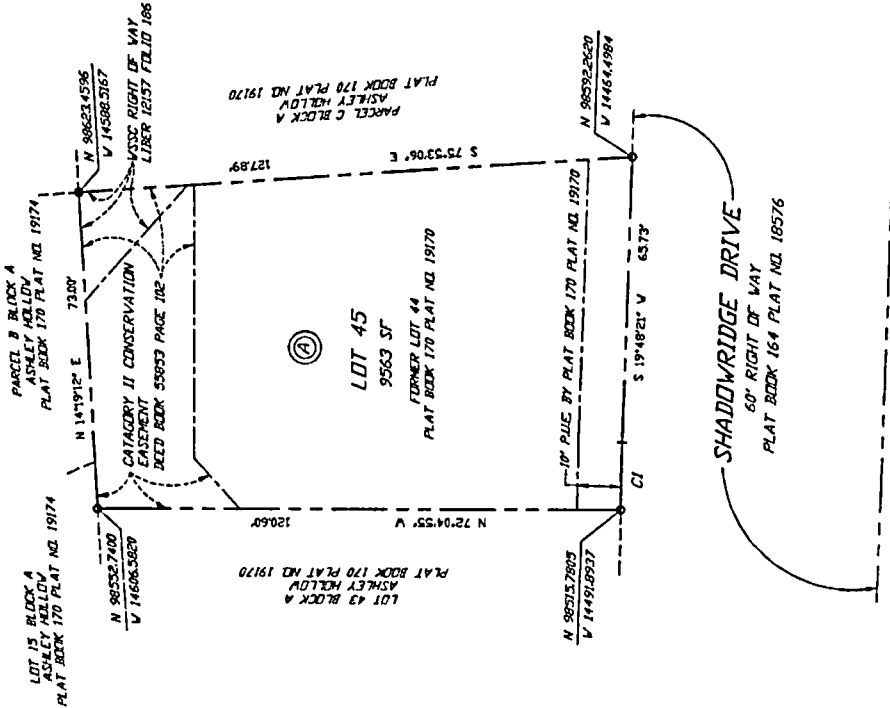 LOT 15 BLOCK A
ASHLEY HOLLOW
PLAT BOOK 170 PLAT NO. 19174
PARCEL B BLOCK A
ASHLEY HOLLOW
PLAT BOOK 170 PLAT NO. 19174
N 98552.7400
W 14606.5820
N 14°19'12" E 73.00'
N 98623.4596
W 14588.5167
WSSC RIGHT OF WAY
LIBER 12157 FOLIO 186
CATAGORY II CONSERVATION
EASEMENT
DEED BOOK 55853 PAGE 102
PARCEL C BLOCK A
ASHLEY HOLLOW
PLAT BOOK 170 PLAT NO. 19170
S 75°53'06" E 127.89'
LOT 43 BLOCK A
ASHLEY HOLLOW
PLAT BOOK 170 PLAT NO. 19170
N 72°04'55" W 120.60'
A
LOT 45
9563 SF
FORMER LOT 44
PLAT BOOK 170 PLAT NO. 19170
10' P.U.E. BY PLAT BOOK 170 PLAT NO. 19170
N 98515.7805
W 14491.8937
C1
S 19°48'21" W 65.73'
N 98592.2620
W 14464.4984
SHADOWRIDGE DRIVE
60' RIGHT OF WAY
PLAT BOOK 164 PLAT NO. 18576